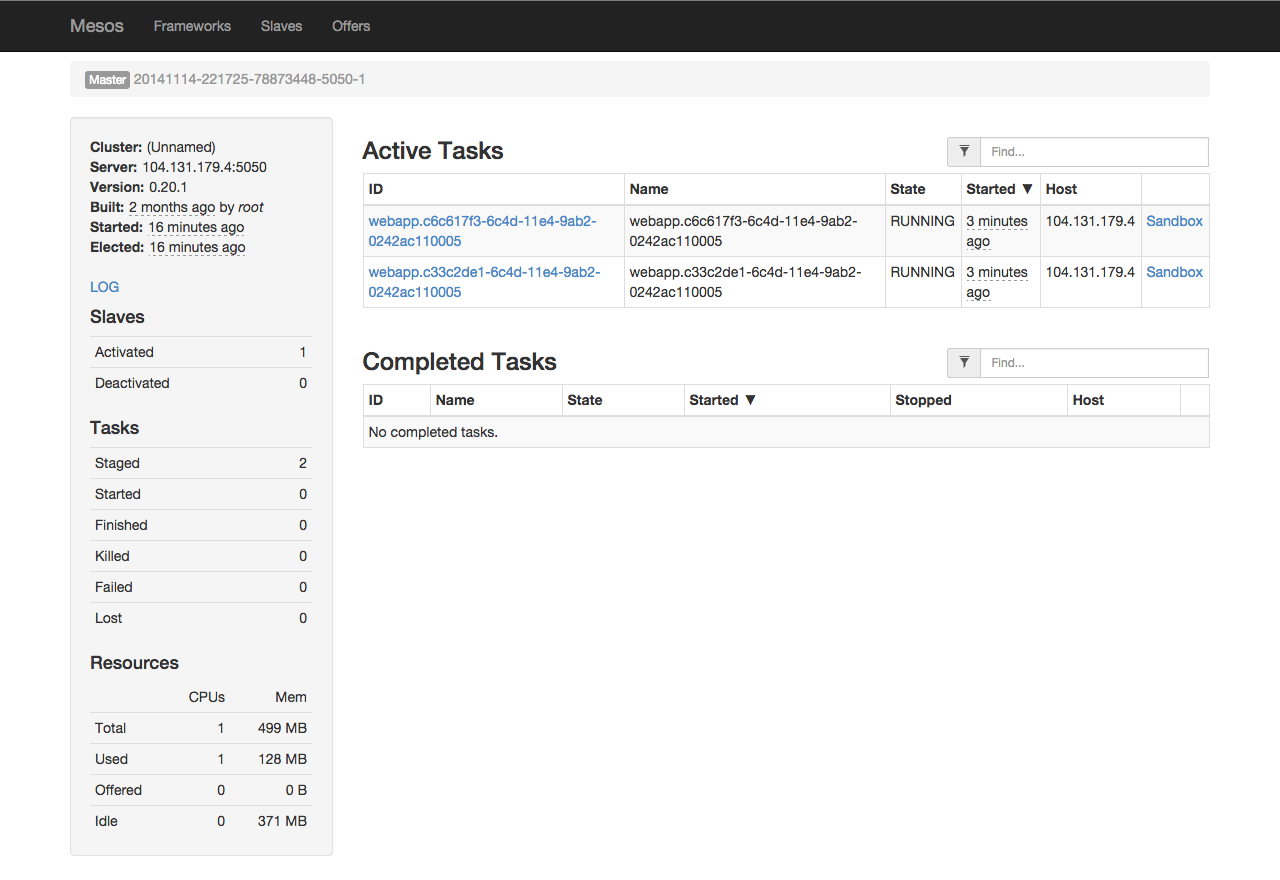 Mesos Frameworks Slaves Offers
Master 20141114-221725-78873448-5050-1
Cluster: (Unnamed)
Server: 104.131.179.4:5050
Version: 0.20.1
Built: 2 months ago by root
Started: 16 minutes ago
Elected: 16 minutes ago
LOG
Slaves
Activated 1
Deactivated 0
Tasks
Staged 2
Started 0
Finished 0
Killed 0
Failed 0
Lost 0
Resources
CPUs Mem
Total 1 499 MB
Used 1 128 MB
Offered 0 0 B
Idle 0 371 MB
Active Tasks
Find...
ID Name State Started ▼ Host
webapp.c6c617f3-6c4d-11e4-9ab2- webapp.c6c617f3-6c4d-11e4-9ab2- RUNNING 3 minutes 104.131.179.4 Sandbox
0242ac110005 0242ac110005 ago
webapp.c33c2de1-6c4d-11e4-9ab2- webapp.c33c2de1-6c4d-11e4-9ab2- RUNNING 3 minutes 104.131.179.4 Sandbox
0242ac110005 0242ac110005 ago
Completed Tasks
Find...
ID Name State Started ▼ Stopped Host
No completed tasks.